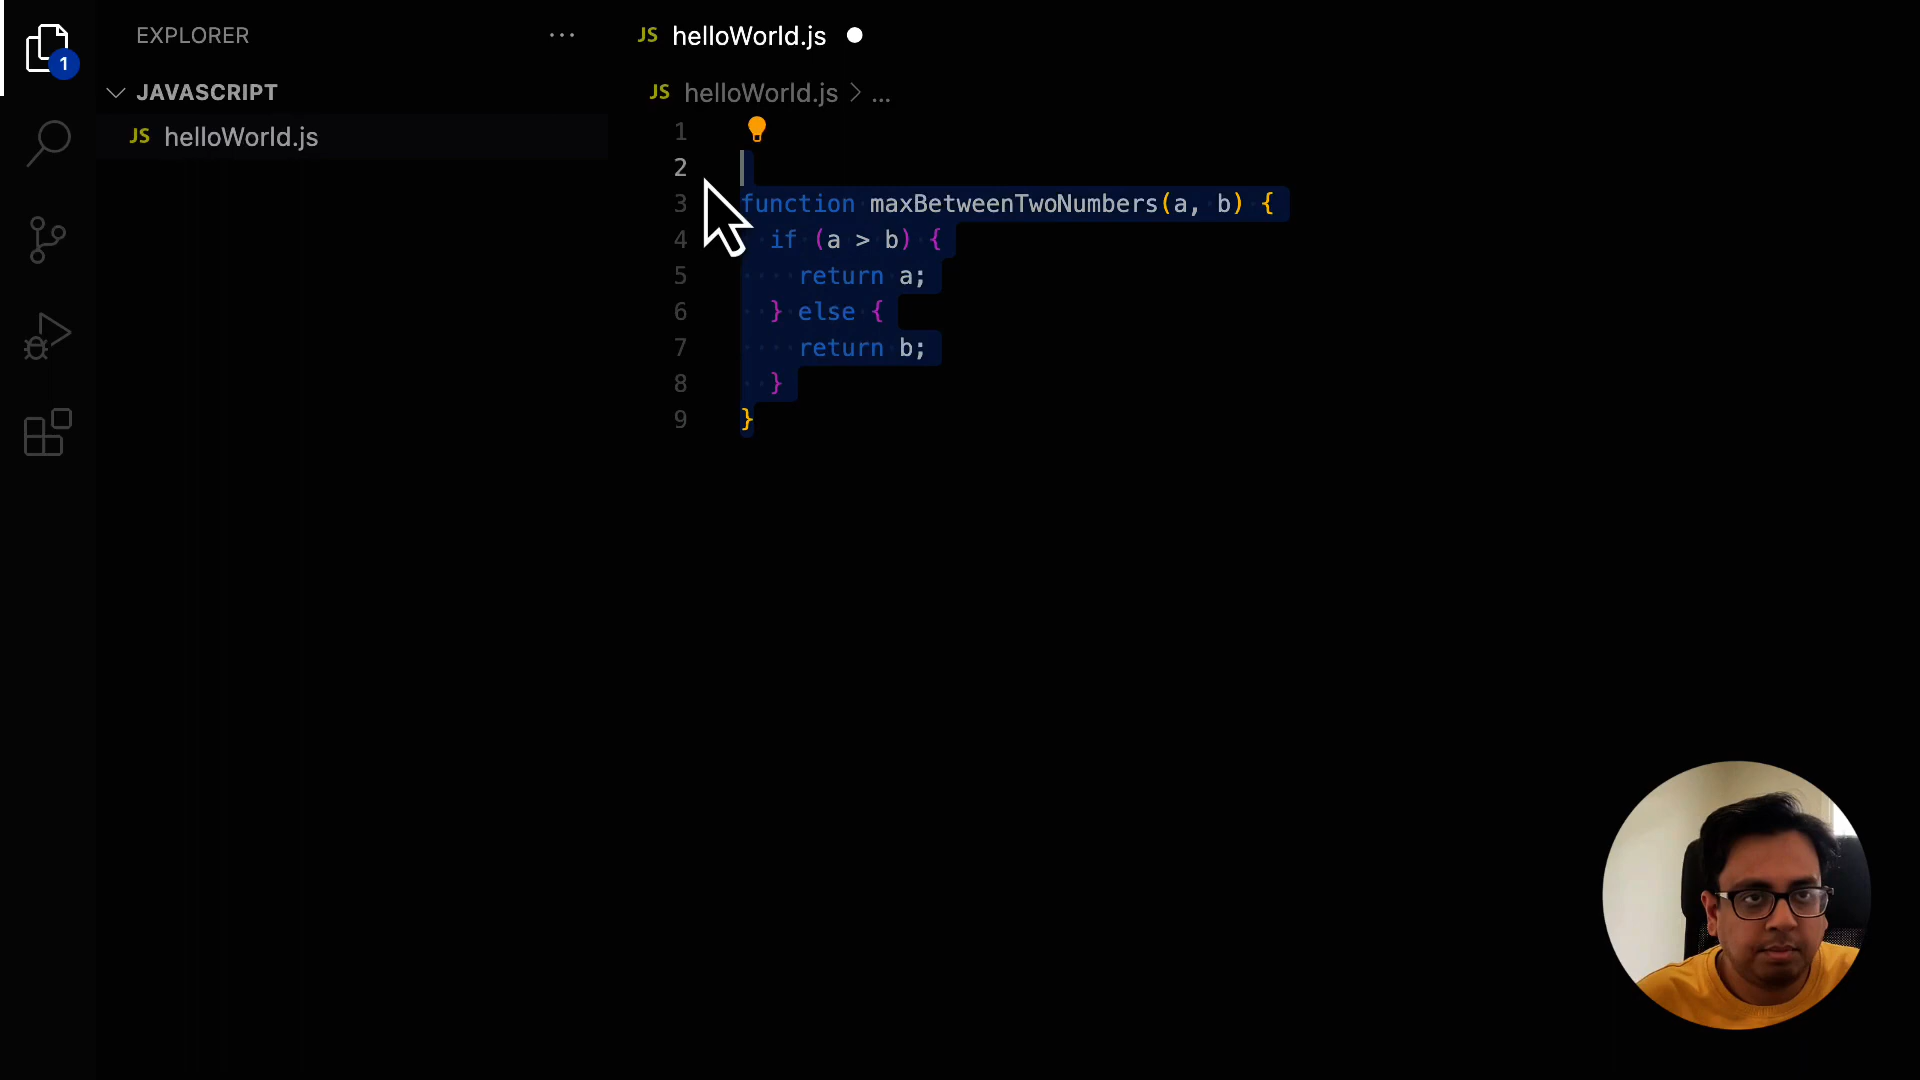 EXPLORER
JAVASCRIPT
JS helloWorld.js
1
JS helloWorld.js
JS helloWorld.js > ...
1
2
3 function maxBetweenTwoNumbers(a, b) {
4 if (a > b) {
5 return a;
6 } else {
7 return b;
8 }
9 }